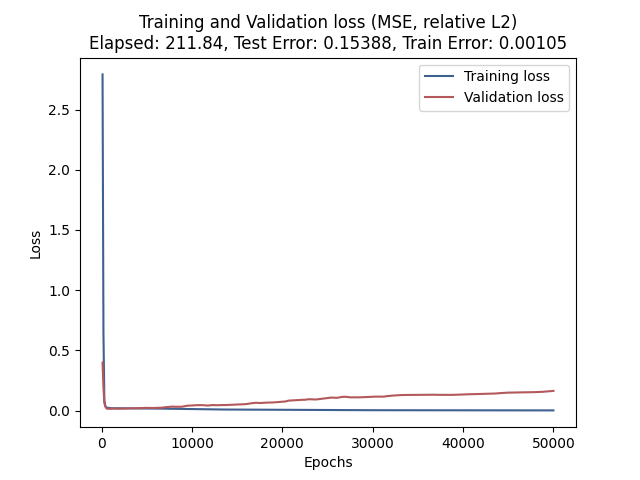 Training and Validation loss (MSE, relative L2)
Elapsed: 211.84, Test Error: 0.15388, Train Error: 0.00105
Training loss
Validation loss
2.5
2.0
1.5
1.0
0.5
0.0
Loss
0 10000 20000 30000 40000 50000
Epochs